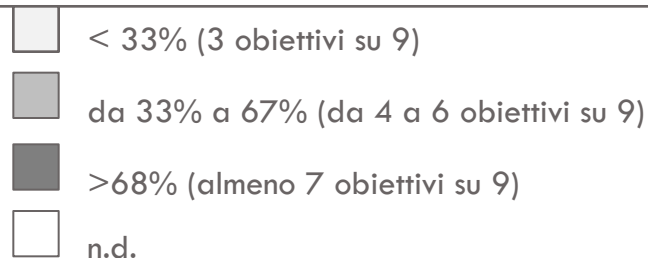 < 33% (3 obiettivi su 9)
da 33% a 67% (da 4 a 6 obiettivi su 9)
>68% (almeno 7 obiettivi su 9)
n.d.